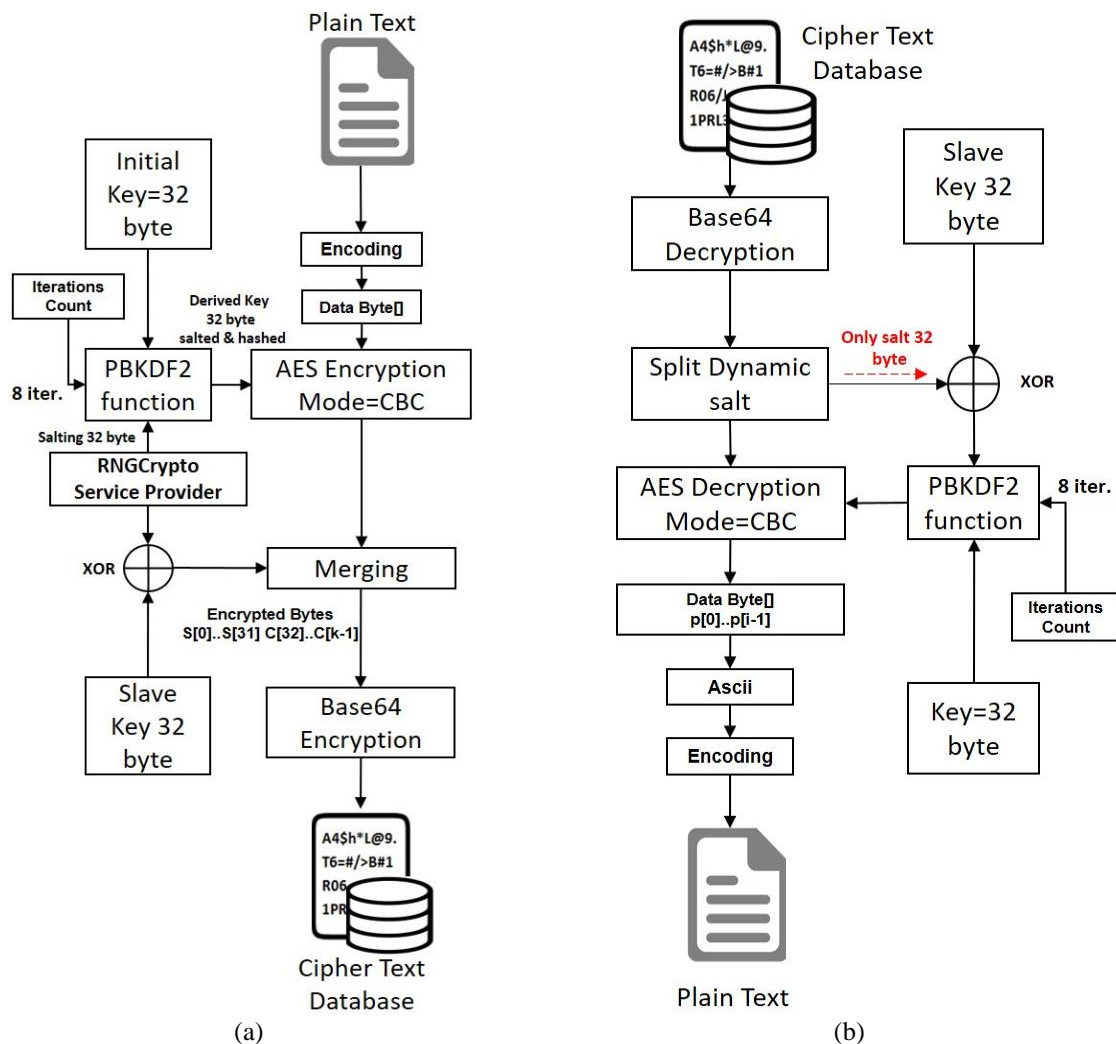 Plain Text
Initial
Key=32
byte
Encoding
Iterations
Count
Derived Key
32 byte
salted & hashed
Data Byte[]
8 iter.
PBKDF2
function
AES Encryption
Mode=CBC
Salting 32 byte
RNGCrypto
Service Provider
XOR
Merging
Encrypted Bytes
S[0]..S[31] C[32]..C[k-1]
Slave
Key 32
byte
Base64
Encryption
A4$h*L@9.
T6=#/>B#1
R06
1PR
Cipher Text
Database
(a)
A4$h*L@9.
T6=#/>B#1
R06/
1PRL
Cipher Text
Database
Slave
Key 32
byte
Base64
Decryption
Only salt 32
byte
Split Dynamic
salt
XOR
AES Decryption
Mode=CBC
PBKDF2
function
8 iter.
Data Byte[]
p[0]..p[i-1]
Iterations
Count
Ascii
Key=32
byte
Encoding
Plain Text
(b)